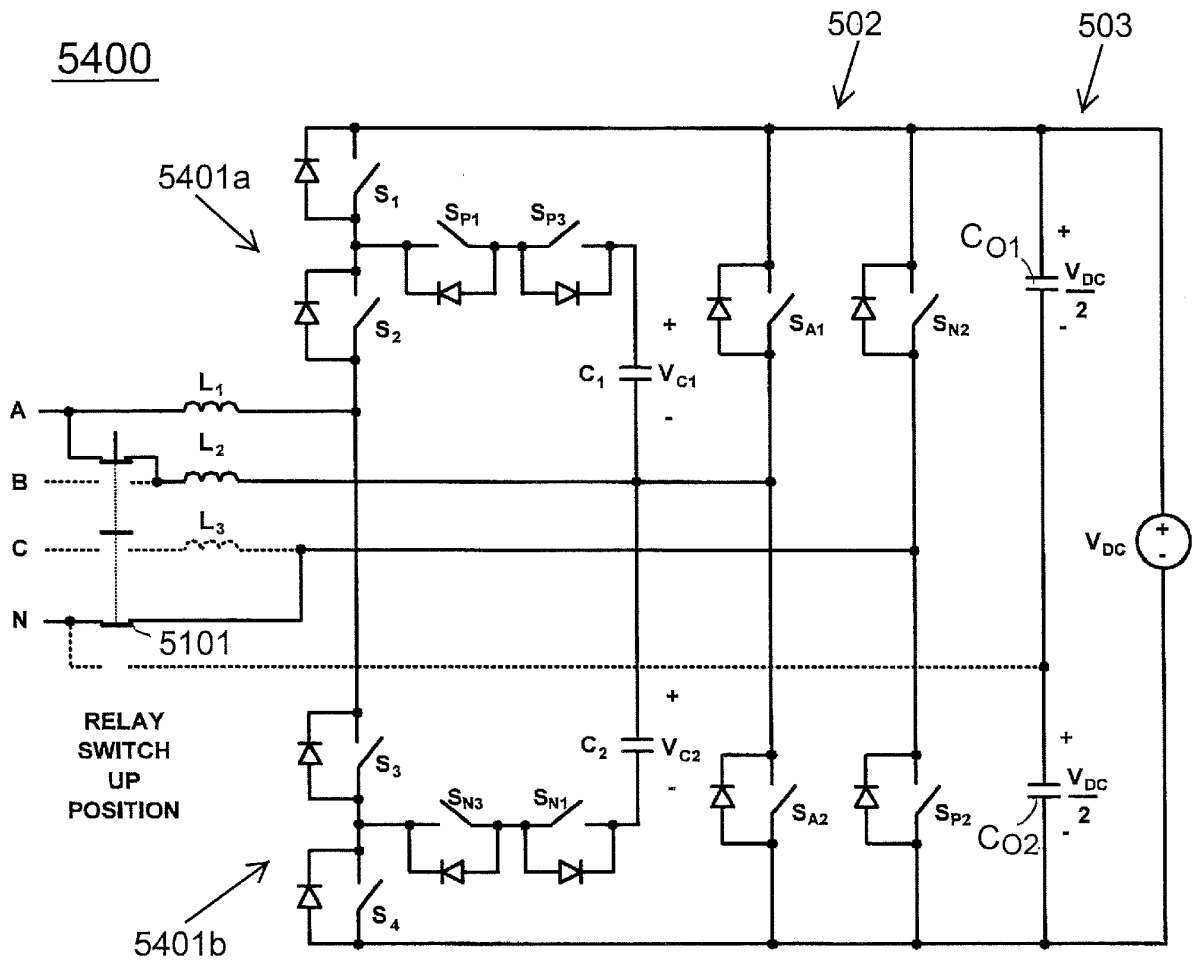 5400
502
503
5401a
S1
SP1
SP3
CO1
+
VDC
2
-
S2
+
C1
VC1
-
SA1
SN2
A
L1
L2
B
L3
C
VDC
+
-
N
5101
RELAY
SWITCH
UP
POSITION
S3
+
C2
VC2
-
SN3
SN1
SA2
SP2
+
VDC
2
-
CO2
S4
5401b